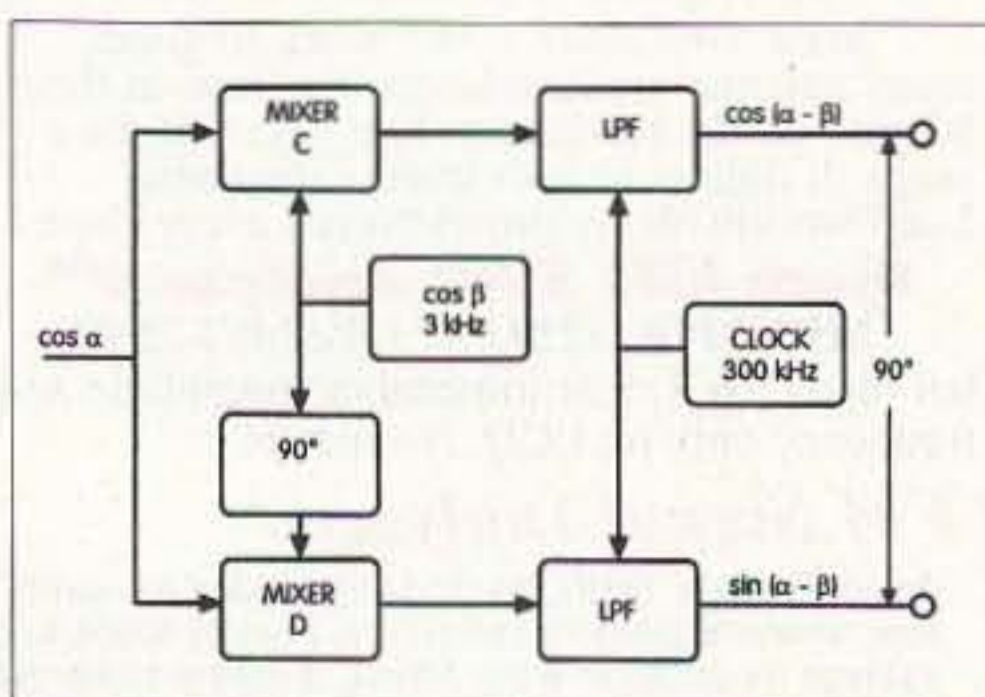 MIXER
C
LPF
cos (α - β)
cos β
3 kHz
cos α
CLOCK
300 kHz
90°
90°
MIXER
D
LPF
sin (α - β)